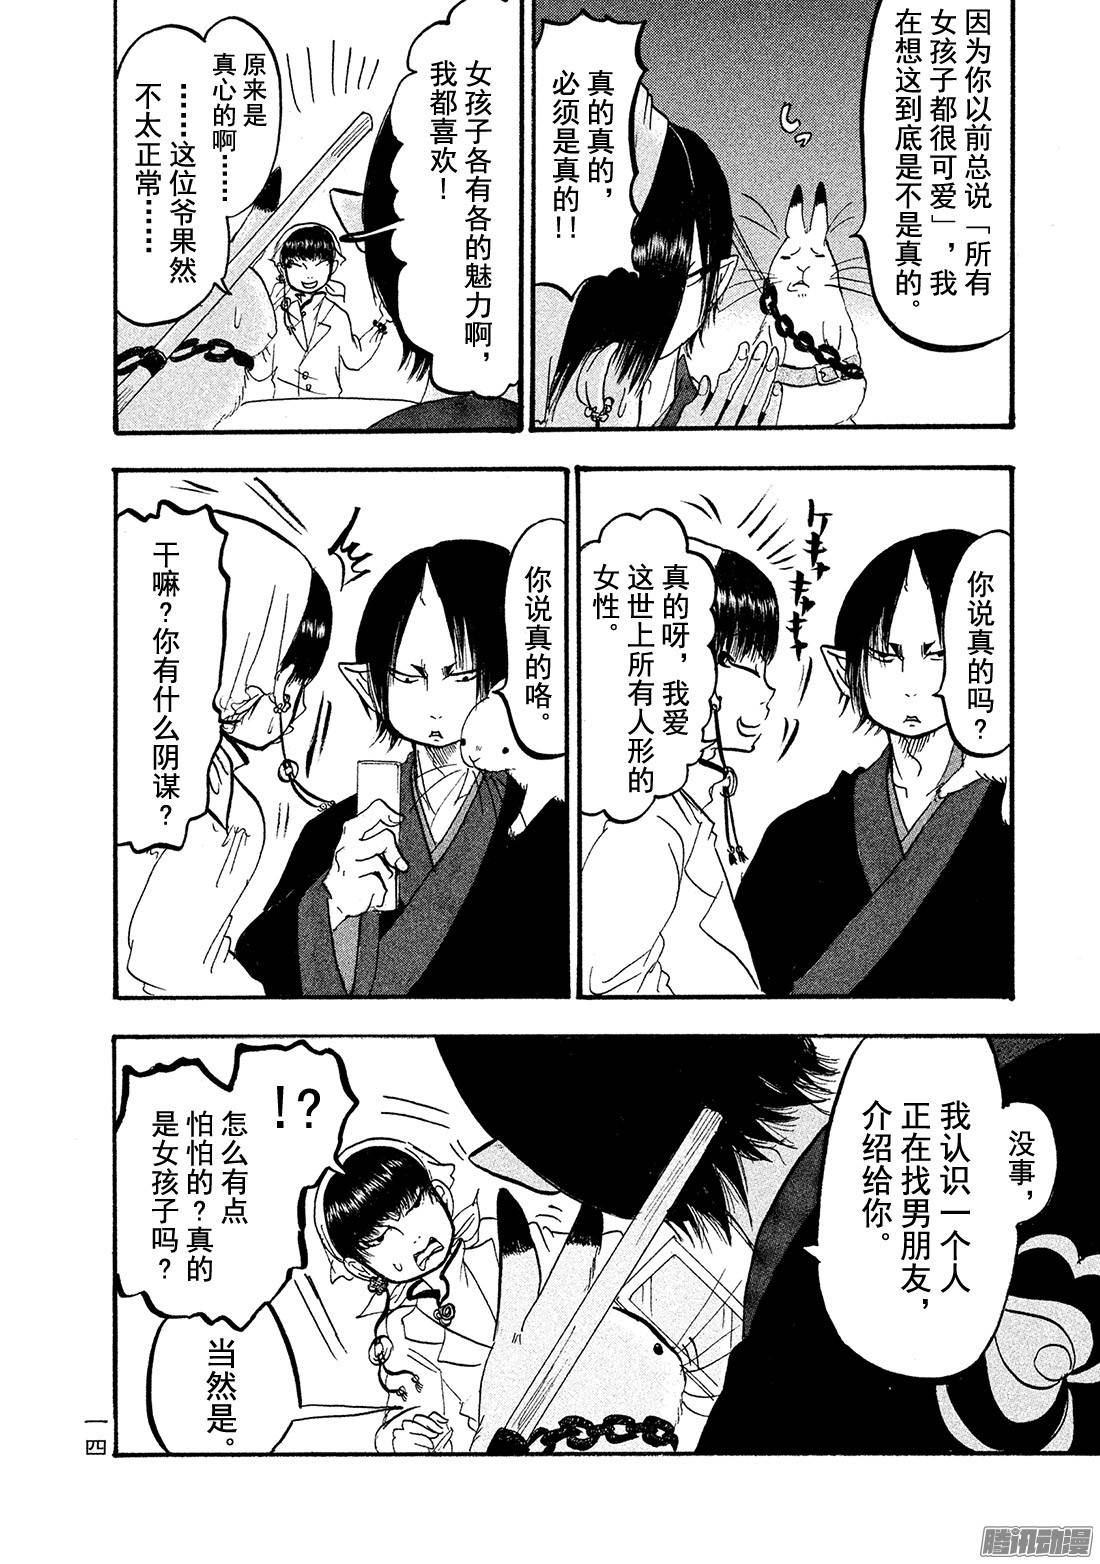 因为你以前总说「所有
女孩子都很可爱」，我
在想这到底是不是真的。
真的真的，
必须是真的!!
女孩子各有各的魅力啊，
我都喜欢！
原来是
真心的啊……
……这位爷果然
不太正常……
你说真的吗？
ケキャ
ケキャ
真的呀，我爱
这世上所有人形的
女性。
你说真的咯。
干嘛？你有什么阴谋？
没事，
我认识一个人
正在找男朋友，
介绍给你。
!?
怎么有点
怕怕的？真的
是女孩子吗？
当然是。
一四
腾讯动漫